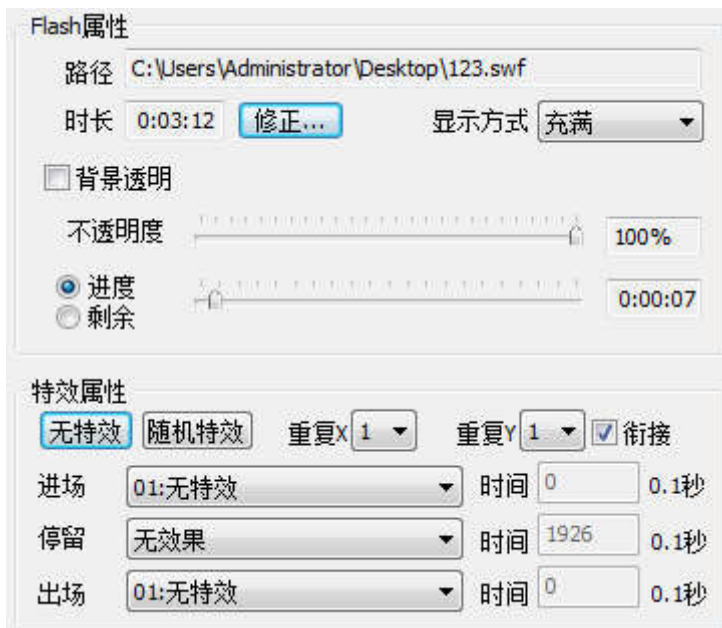 Flash属性
路径 C:\Users\Administrator\Desktop\123.swf
时长 0:03:12 修正... 显示方式 充满
背景透明
不透明度 100%
进度 0:00:07
剩余
特效属性
无特效 随机特效 重复X 1 重复Y 1 衔接
进场 01:无特效 时间 0 0.1秒
停留 无效果 时间 1926 0.1秒
出场 01:无特效 时间 0 0.1秒